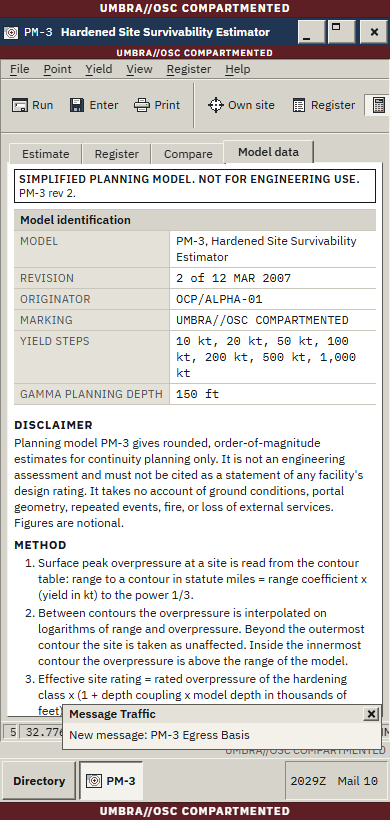 UMBRA//OSC COMPARTMENTED
PM-3 Hardened Site Survivability Estimator
UMBRA//OSC COMPARTMENTED
File Point Yield View Register Help
Run Enter Print Own site Register
Estimate Register Compare Model data
SIMPLIFIED PLANNING MODEL. NOT FOR ENGINEERING USE.
PM-3 rev 2.
Model identification
MODEL PM-3, Hardened Site Survivability
Estimator
REVISION 2 of 12 MAR 2007
ORIGINATOR OCP/ALPHA-01
MARKING UMBRA//OSC COMPARTMENTED
YIELD STEPS 10 kt, 20 kt, 50 kt, 100
kt, 200 kt, 500 kt, 1,000
kt
GAMMA PLANNING DEPTH 150 ft
DISCLAIMER
Planning model PM-3 gives rounded, order-of-magnitude
estimates for continuity planning only. It is not an engineering
assessment and must not be cited as a statement of any facility's
design rating. It takes no account of ground conditions, portal
geometry, repeated events, fire, or loss of external services.
Figures are notional.
METHOD
1. Surface peak overpressure at a site is read from the contour
table: range to a contour in statute miles = range coefficient x
(yield in kt) to the power 1/3.
2. Between contours the overpressure is interpolated on
logarithms of range and overpressure. Beyond the outermost
contour the site is taken as unaffected. Inside the innermost
contour the overpressure is above the range of the model.
3. Effective site rating = rated overpressure of the hardening
class x (1 + depth coupling x model depth in thousands of
feet)
Message Traffic
New message: PM-3 Egress Basis
5 32.776
UMBRA//OSC COMPARTMENTED
Directory PM-3 2029Z Mail 10
UMBRA//OSC COMPARTMENTED